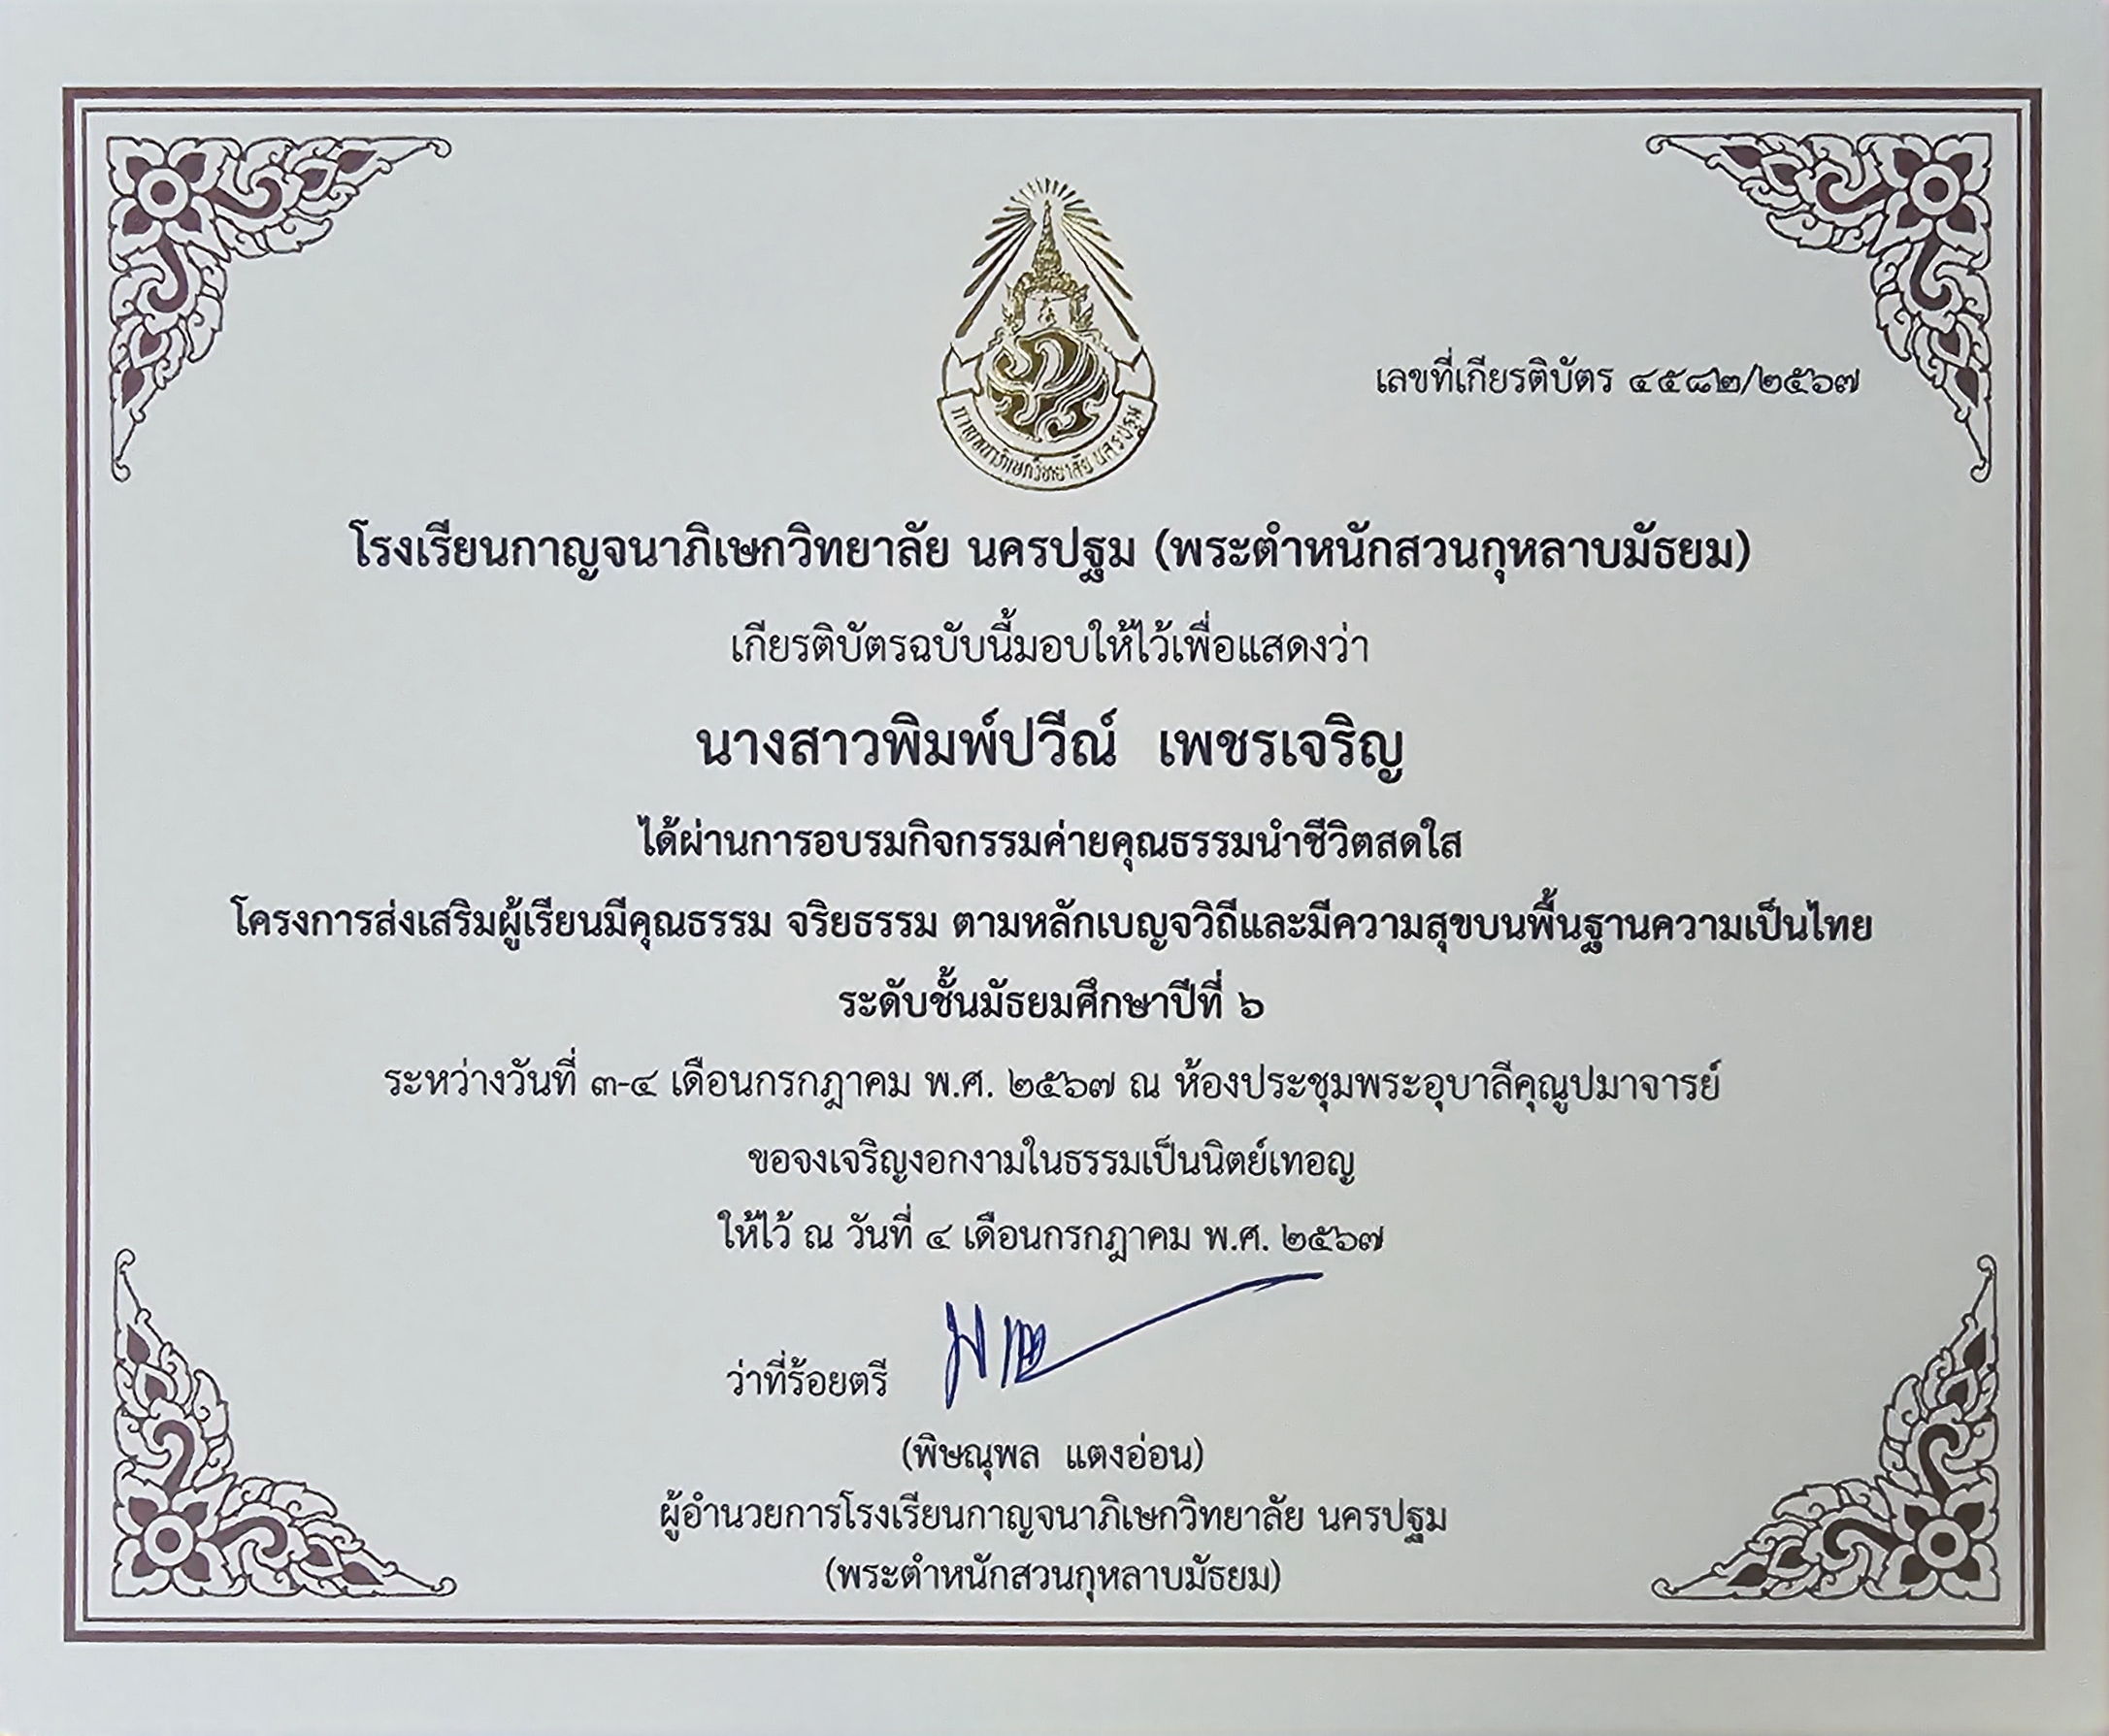 กาญจนาภิเษกวิทยาลัย นครปฐม
เลขที่เกียรติบัตร ๔๕๘๒/๒๕๖๗
โรงเรียนกาญจนาภิเษกวิทยาลัย นครปฐม (พระตำหนักสวนกุหลาบมัธยม)
เกียรติบัตรฉบับนี้มอบให้ไว้เพื่อแสดงว่า
นางสาวพิมพ์ปวีณ์ เพชรเจริญ
ได้ผ่านการอบรมกิจกรรมค่ายคุณธรรมนำชีวิตสดใส
โครงการส่งเสริมผู้เรียนมีคุณธรรม จริยธรรม ตามหลักเบญจวิถีและมีความสุขบนพื้นฐานความเป็นไทย
ระดับชั้นมัธยมศึกษาปีที่ ๖
ระหว่างวันที่ ๓-๔ เดือนกรกฎาคม พ.ศ. ๒๕๖๗ ณ ห้องประชุมพระอุบาลีคุณูปมาจารย์
ขอจงเจริญงอกงามในธรรมเป็นนิตย์เทอญ
ให้ไว้ ณ วันที่ ๔ เดือนกรกฎาคม พ.ศ. ๒๕๖๗
ว่าที่ร้อยตรี
(พิษณุพล แตงอ่อน)
ผู้อำนวยการโรงเรียนกาญจนาภิเษกวิทยาลัย นครปฐม
(พระตำหนักสวนกุหลาบมัธยม)